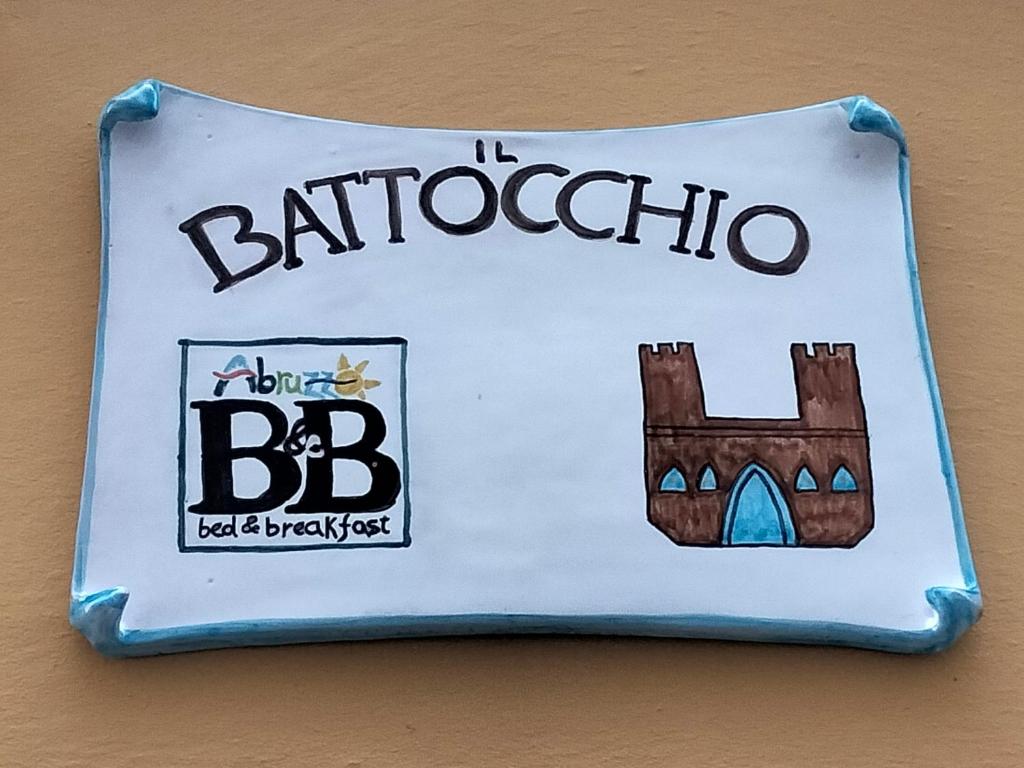 IL
BATTOCCHIO
Abruzzo
B&B
bed & breakfast